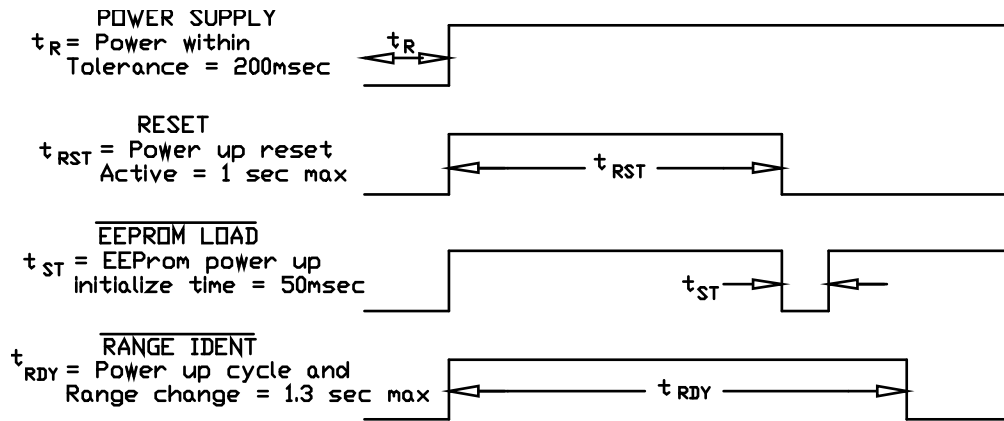 POWER SUPPLY
tR = Power within
Tolerance = 200msec
tR
RESET
tRST = Power up reset
Active = 1 sec max
tRST
EEPROM LOAD
tST = EEProm power up
initialize time = 50msec
tST
RANGE IDENT
tRDY = Power up cycle and
Range change = 1.3 sec max
tRDY